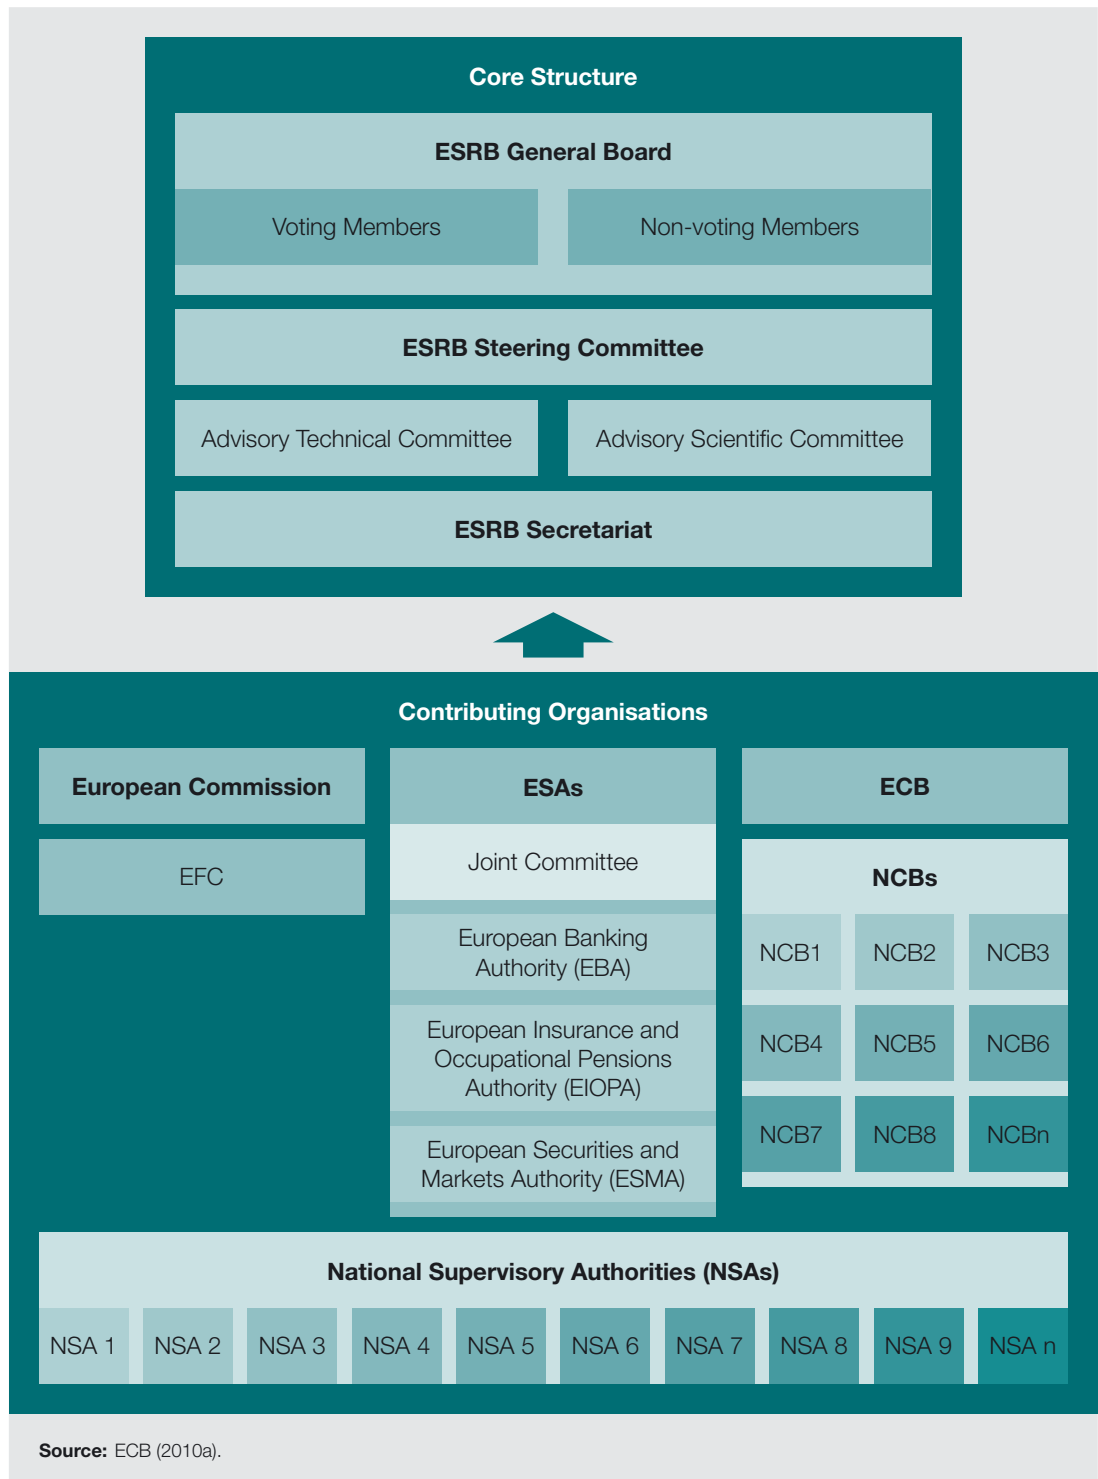 Core Structure
ESRB General Board
Voting Members
Non-voting Members
ESRB Steering Committee
Advisory Technical Committee
Advisory Scientific Committee
ESRB Secretariat
Contributing Organisations
European Commission
EFC
ESAs
Joint Committee
European Banking
Authority (EBA)
European Insurance and
Occupational Pensions
Authority (EIOPA)
European Securities and
Markets Authority (ESMA)
ECB
NCBs
NCB1
NCB2
NCB3
NCB4
NCB5
NCB6
NCB7
NCB8
NCBn
National Supervisory Authorities (NSAs)
NSA 1
NSA 2
NSA 3
NSA 4
NSA 5
NSA 6
NSA 7
NSA 8
NSA 9
NSA n
Source: ECB (2010a).